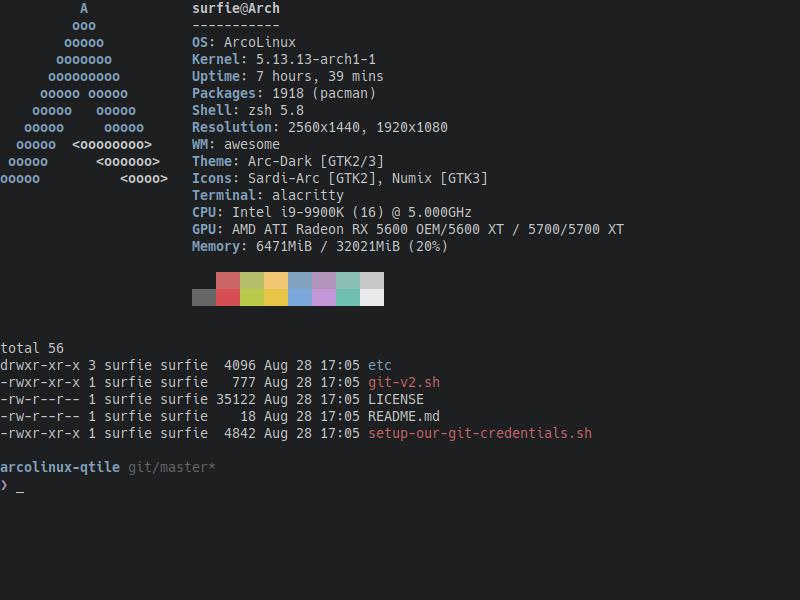 A surfie@Arch
ooo -----------
ooooo OS: ArcoLinux
ooooooo Kernel: 5.13.13-arch1-1
ooooooooo Uptime: 7 hours, 39 mins
ooooo ooooo Packages: 1918 (pacman)
ooooo ooooo Shell: zsh 5.8
ooooo ooooo Resolution: 2560x1440, 1920x1080
ooooo <oooooooo> WM: awesome
ooooo <oooooo> Theme: Arc-Dark [GTK2/3]
ooooo <oooo> Icons: Sardi-Arc [GTK2], Numix [GTK3]
Terminal: alacritty
CPU: Intel i9-9900K (16) @ 5.000GHz
GPU: AMD ATI Radeon RX 5600 OEM/5600 XT / 5700/5700 XT
Memory: 6471MiB / 32021MiB (20%)
total 56
drwxr-xr-x 3 surfie surfie 4096 Aug 28 17:05 etc
-rwxr-xr-x 1 surfie surfie 777 Aug 28 17:05 git-v2.sh
-rw-r--r-- 1 surfie surfie 35122 Aug 28 17:05 LICENSE
-rw-r--r-- 1 surfie surfie 18 Aug 28 17:05 README.md
-rwxr-xr-x 1 surfie surfie 4842 Aug 28 17:05 setup-our-git-credentials.sh
arcolinux-qtile git/master*
❯ _